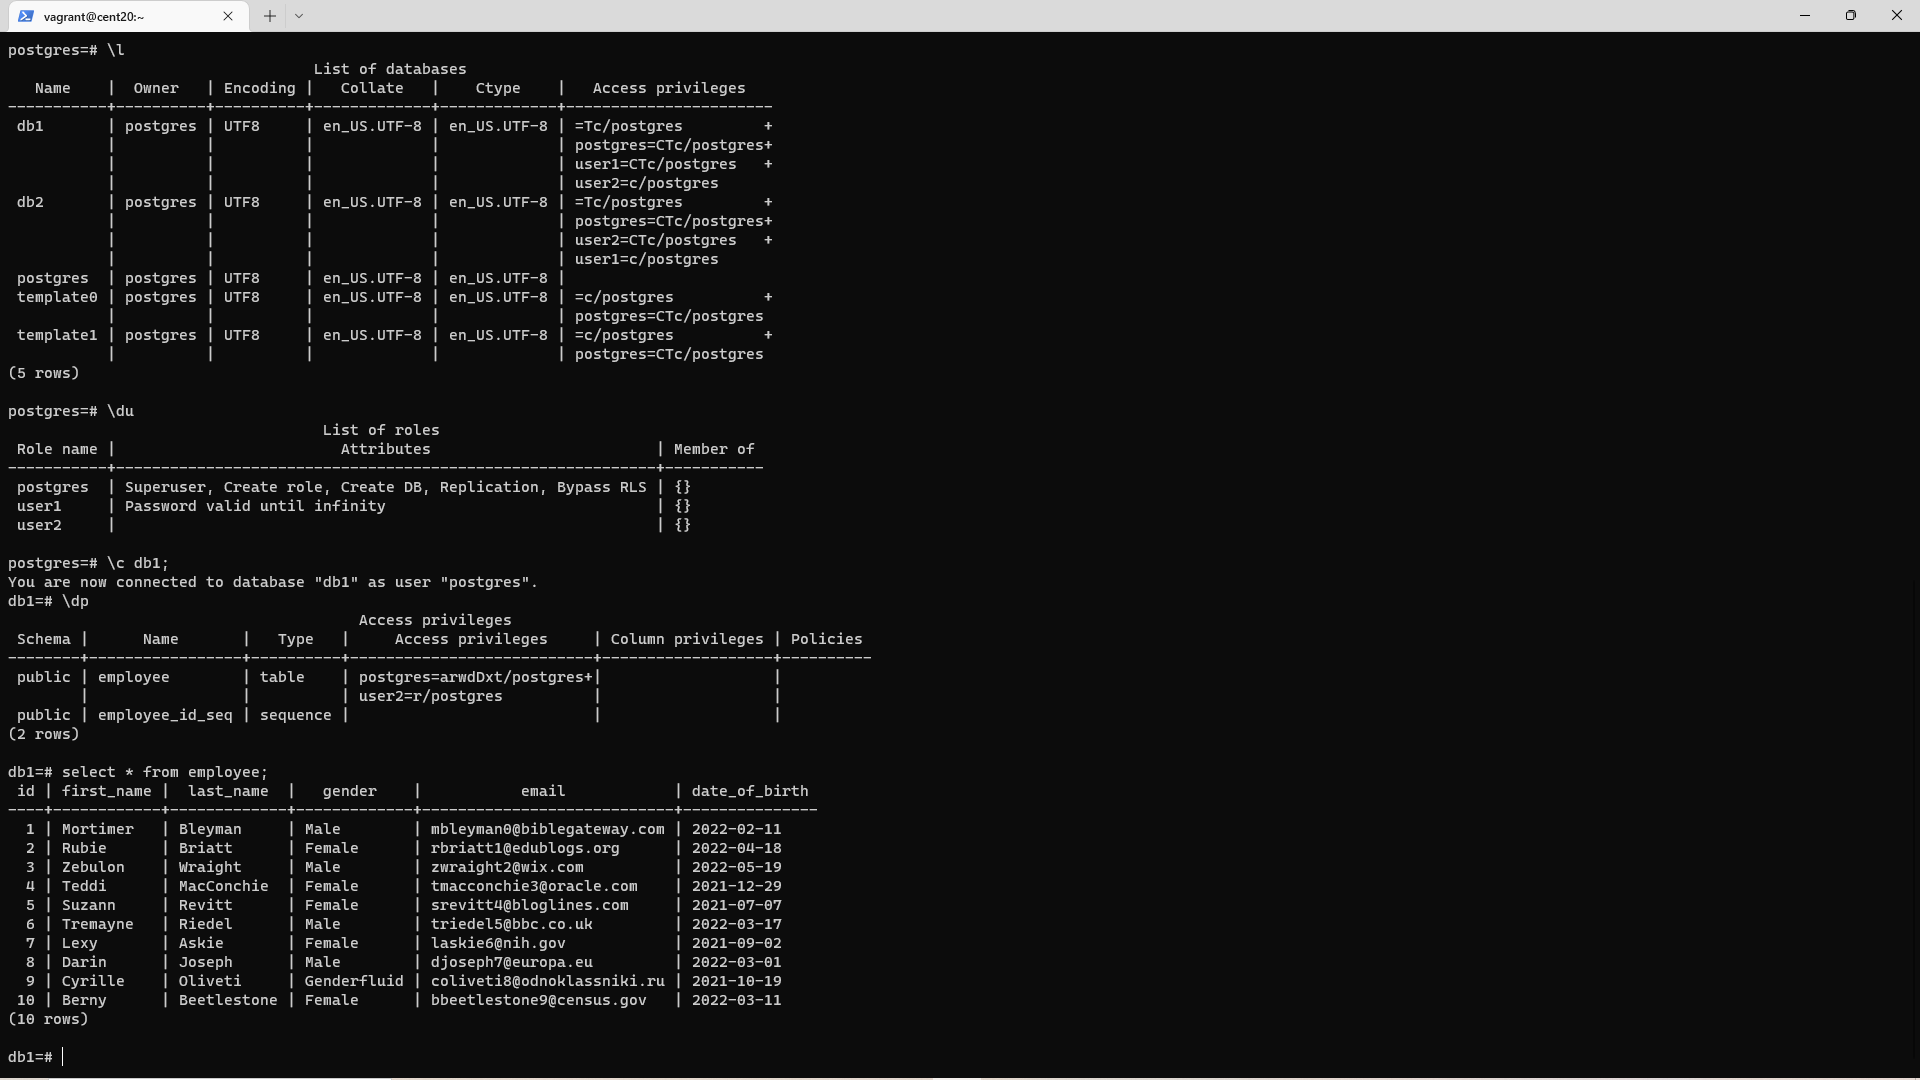 vagrant@cent20:~
postgres=# \l
                                  List of databases
   Name    |  Owner   | Encoding |   Collate   |    Ctype    |   Access privileges
-----------+----------+----------+-------------+-------------+-----------------------
 db1       | postgres | UTF8     | en_US.UTF-8 | en_US.UTF-8 | =Tc/postgres         +
           |          |          |             |             | postgres=CTc/postgres+
           |          |          |             |             | user1=CTc/postgres   +
           |          |          |             |             | user2=c/postgres
 db2       | postgres | UTF8     | en_US.UTF-8 | en_US.UTF-8 | =Tc/postgres         +
           |          |          |             |             | postgres=CTc/postgres+
           |          |          |             |             | user2=CTc/postgres   +
           |          |          |             |             | user1=c/postgres
 postgres  | postgres | UTF8     | en_US.UTF-8 | en_US.UTF-8 |
 template0 | postgres | UTF8     | en_US.UTF-8 | en_US.UTF-8 | =c/postgres          +
           |          |          |             |             | postgres=CTc/postgres
 template1 | postgres | UTF8     | en_US.UTF-8 | en_US.UTF-8 | =c/postgres          +
           |          |          |             |             | postgres=CTc/postgres
(5 rows)
postgres=# \du
                                   List of roles
 Role name |                         Attributes                         | Member of
-----------+------------------------------------------------------------+-----------
 postgres  | Superuser, Create role, Create DB, Replication, Bypass RLS | {}
 user1     | Password valid until infinity                              | {}
 user2     |                                                            | {}
postgres=# \c db1;
You are now connected to database "db1" as user "postgres".
db1=# \dp
                                       Access privileges
 Schema |      Name       |   Type   |     Access privileges     | Column privileges | Policies
--------+-----------------+----------+---------------------------+-------------------+----------
 public | employee        | table    | postgres=arwdDxt/postgres+|                   |
        |                 |          | user2=r/postgres          |                   |
 public | employee_id_seq | sequence |                           |                   |
(2 rows)
db1=# select * from employee;
 id | first_name |  last_name  |   gender    |           email            | date_of_birth
----+------------+-------------+-------------+----------------------------+---------------
  1 | Mortimer   | Bleyman     | Male        | mbleyman0@biblegateway.com | 2022-02-11
  2 | Rubie      | Briatt      | Female      | rbriatt1@edublogs.org      | 2022-04-18
  3 | Zebulon    | Wraight     | Male        | zwraight2@wix.com          | 2022-05-19
  4 | Teddi      | MacConchie  | Female      | tmacconchie3@oracle.com    | 2021-12-29
  5 | Suzann     | Revitt      | Female      | srevitt4@bloglines.com     | 2021-07-07
  6 | Tremayne   | Riedel      | Male        | triedel5@bbc.co.uk         | 2022-03-17
  7 | Lexy       | Askie       | Female      | laskie6@nih.gov            | 2021-09-02
  8 | Darin      | Joseph      | Male        | djoseph7@europa.eu         | 2022-03-01
  9 | Cyrille    | Oliveti     | Genderfluid | coliveti8@odnoklassniki.ru | 2021-10-19
 10 | Berny      | Beetlestone | Female      | bbeetlestone9@census.gov   | 2022-03-11
(10 rows)
db1=#